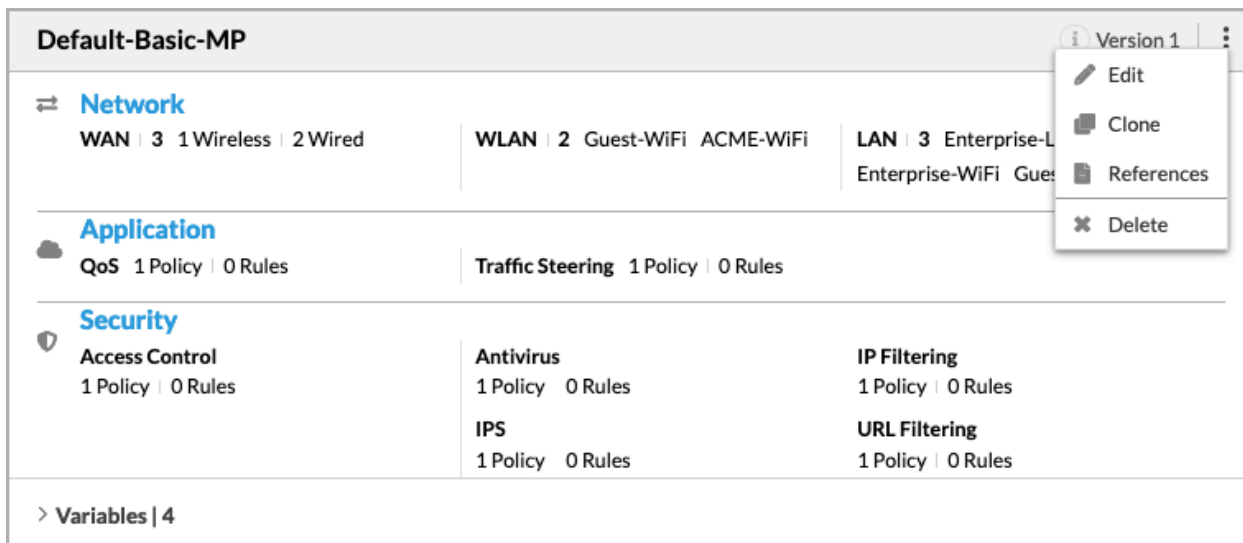 Default-Basic-MP
Version 1
Edit
Clone
References
Delete
Network
WAN 3 1 Wireless 2 Wired
WLAN 2 Guest-WiFi ACME-WiFi
LAN 3 Enterprise-L
Enterprise-WiFi Gues
Application
QoS 1 Policy 0 Rules
Traffic Steering 1 Policy 0 Rules
Security
Access Control
1 Policy 0 Rules
Antivirus
1 Policy 0 Rules
IP Filtering
1 Policy 0 Rules
IPS
1 Policy 0 Rules
URL Filtering
1 Policy 0 Rules
> Variables | 4